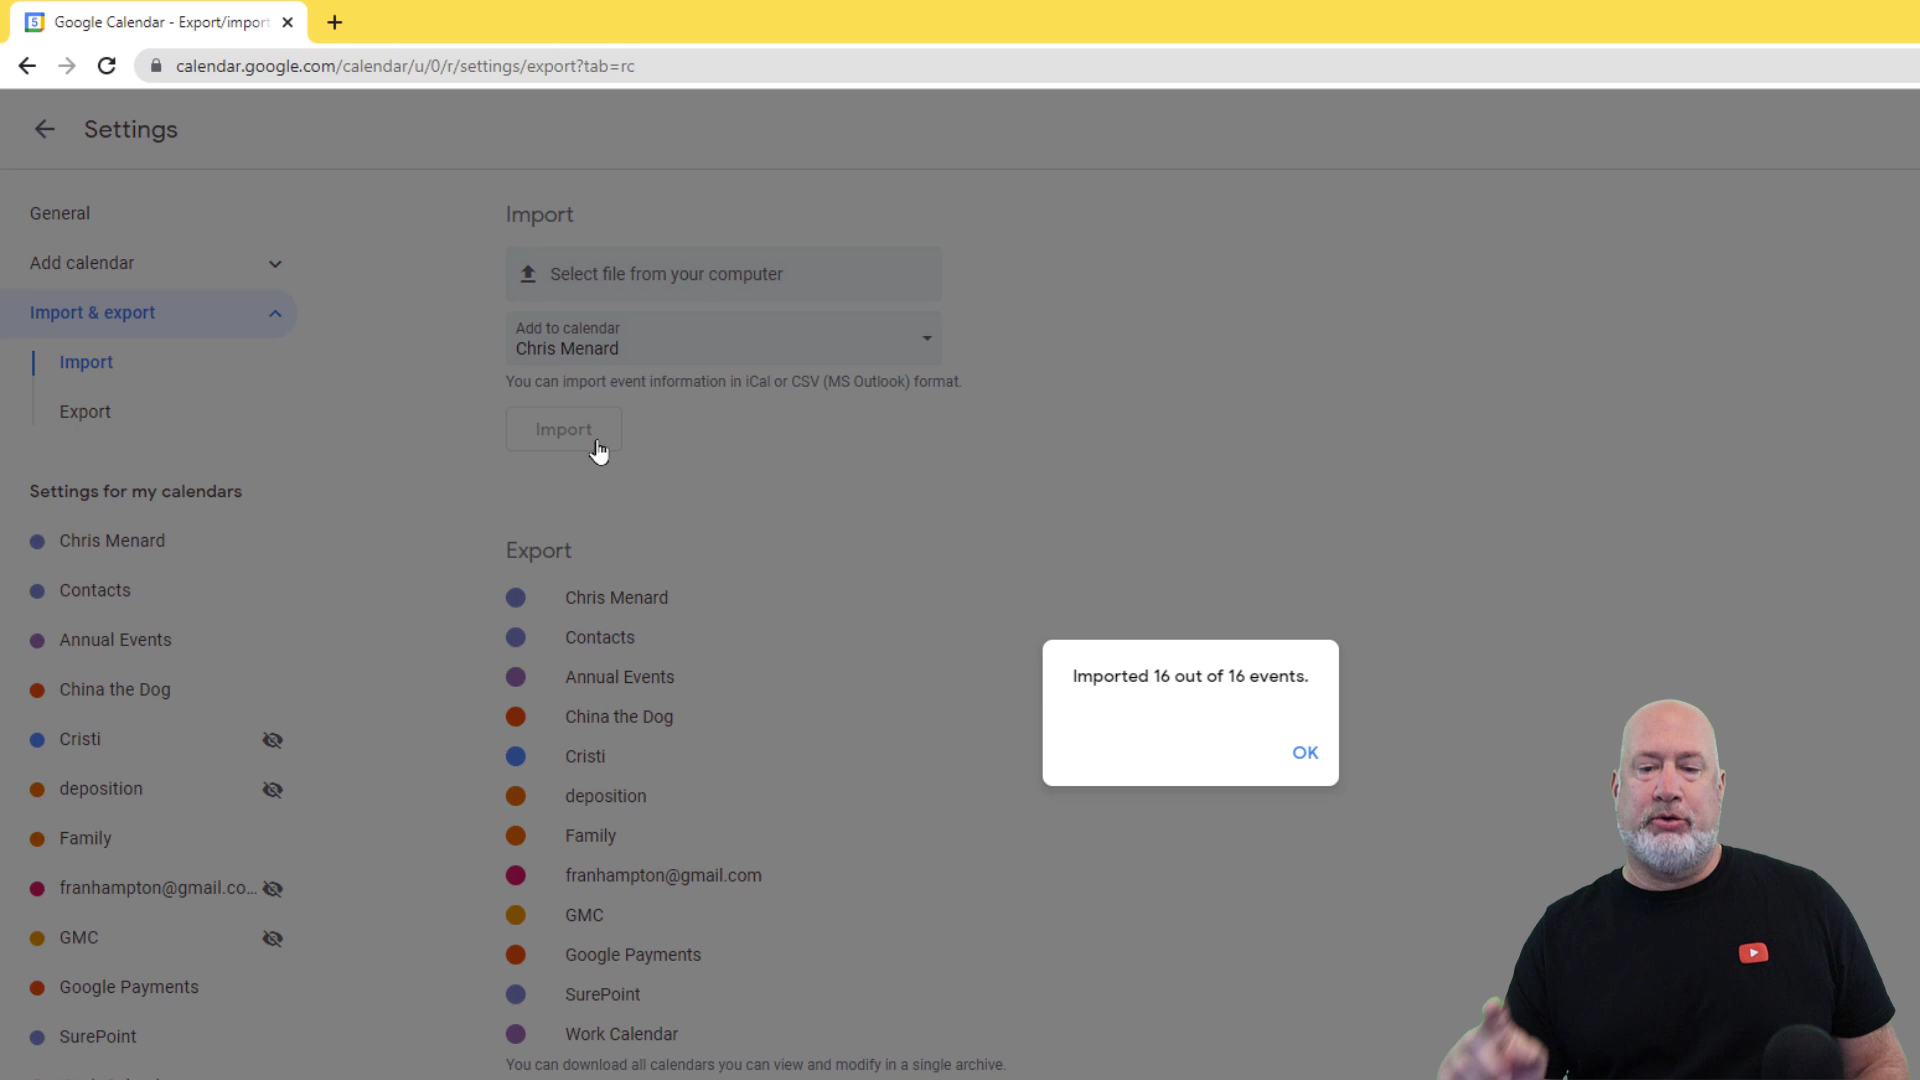 Google Calendar - Export/import
calendar.google.com/calendar/u/0/r/settings/export?tab=rc
Settings
General
Add calendar
Import & export
Import
Export
Settings for my calendars
Chris Menard
Contacts
Annual Events
China the Dog
Cristi
deposition
Family
franhampton@gmail.co...
GMC
Google Payments
SurePoint
Import
Select file from your computer
Add to calendar
Chris Menard
You can import event information in iCal or CSV (MS Outlook) format.
Import
Export
Chris Menard
Contacts
Annual Events
China the Dog
Cristi
deposition
Family
franhampton@gmail.com
GMC
Google Payments
SurePoint
Work Calendar
You can download all calendars you can view and modify in a single archive.
Imported 16 out of 16 events.
OK